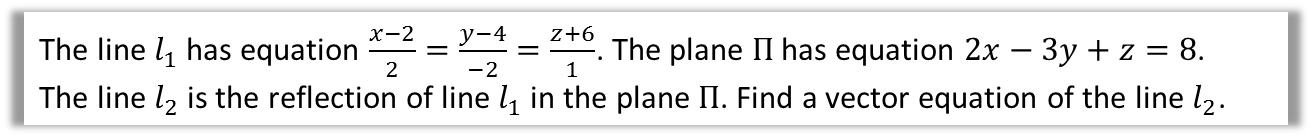 The line l₁ has equation (x−2)/2 = (y−4)/−2 = (z+6)/1. The plane Π has equation 2x − 3y + z = 8.
The line l₂ is the reflection of line l₁ in the plane Π. Find a vector equation of the line l₂.